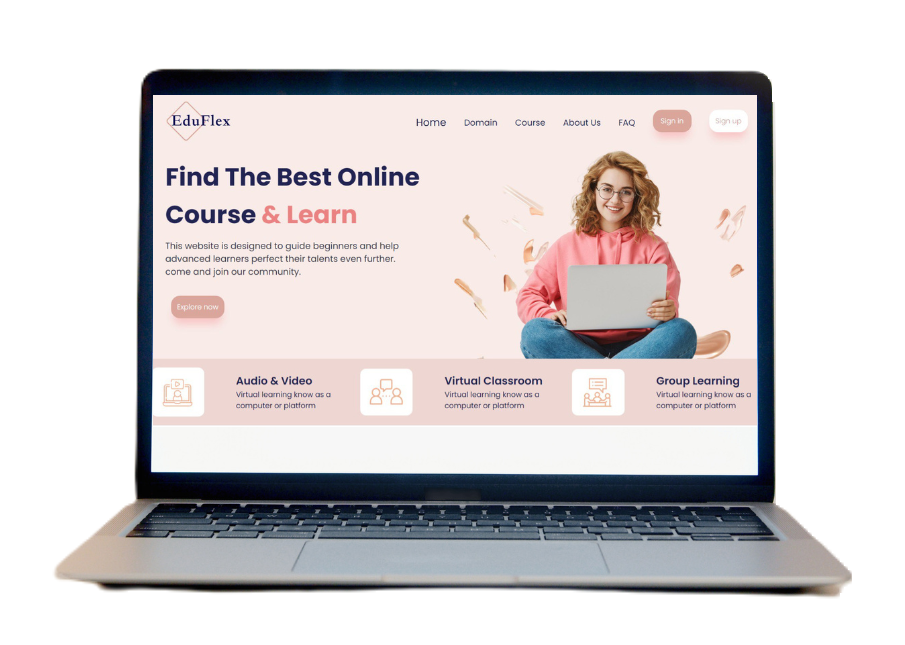 EduFlex
Home Domain Course About Us FAQ Sign in Sign up
Find The Best Online
Course & Learn
This website is designed to guide beginners and help
advanced learners perfect their talents even further.
come and join our community.
Explore now
Audio & Video
Virtual learning know as a
computer or platform
Virtual Classroom
Virtual learning know as a
computer or platform
Group Learning
Virtual learning know as a
computer or platform